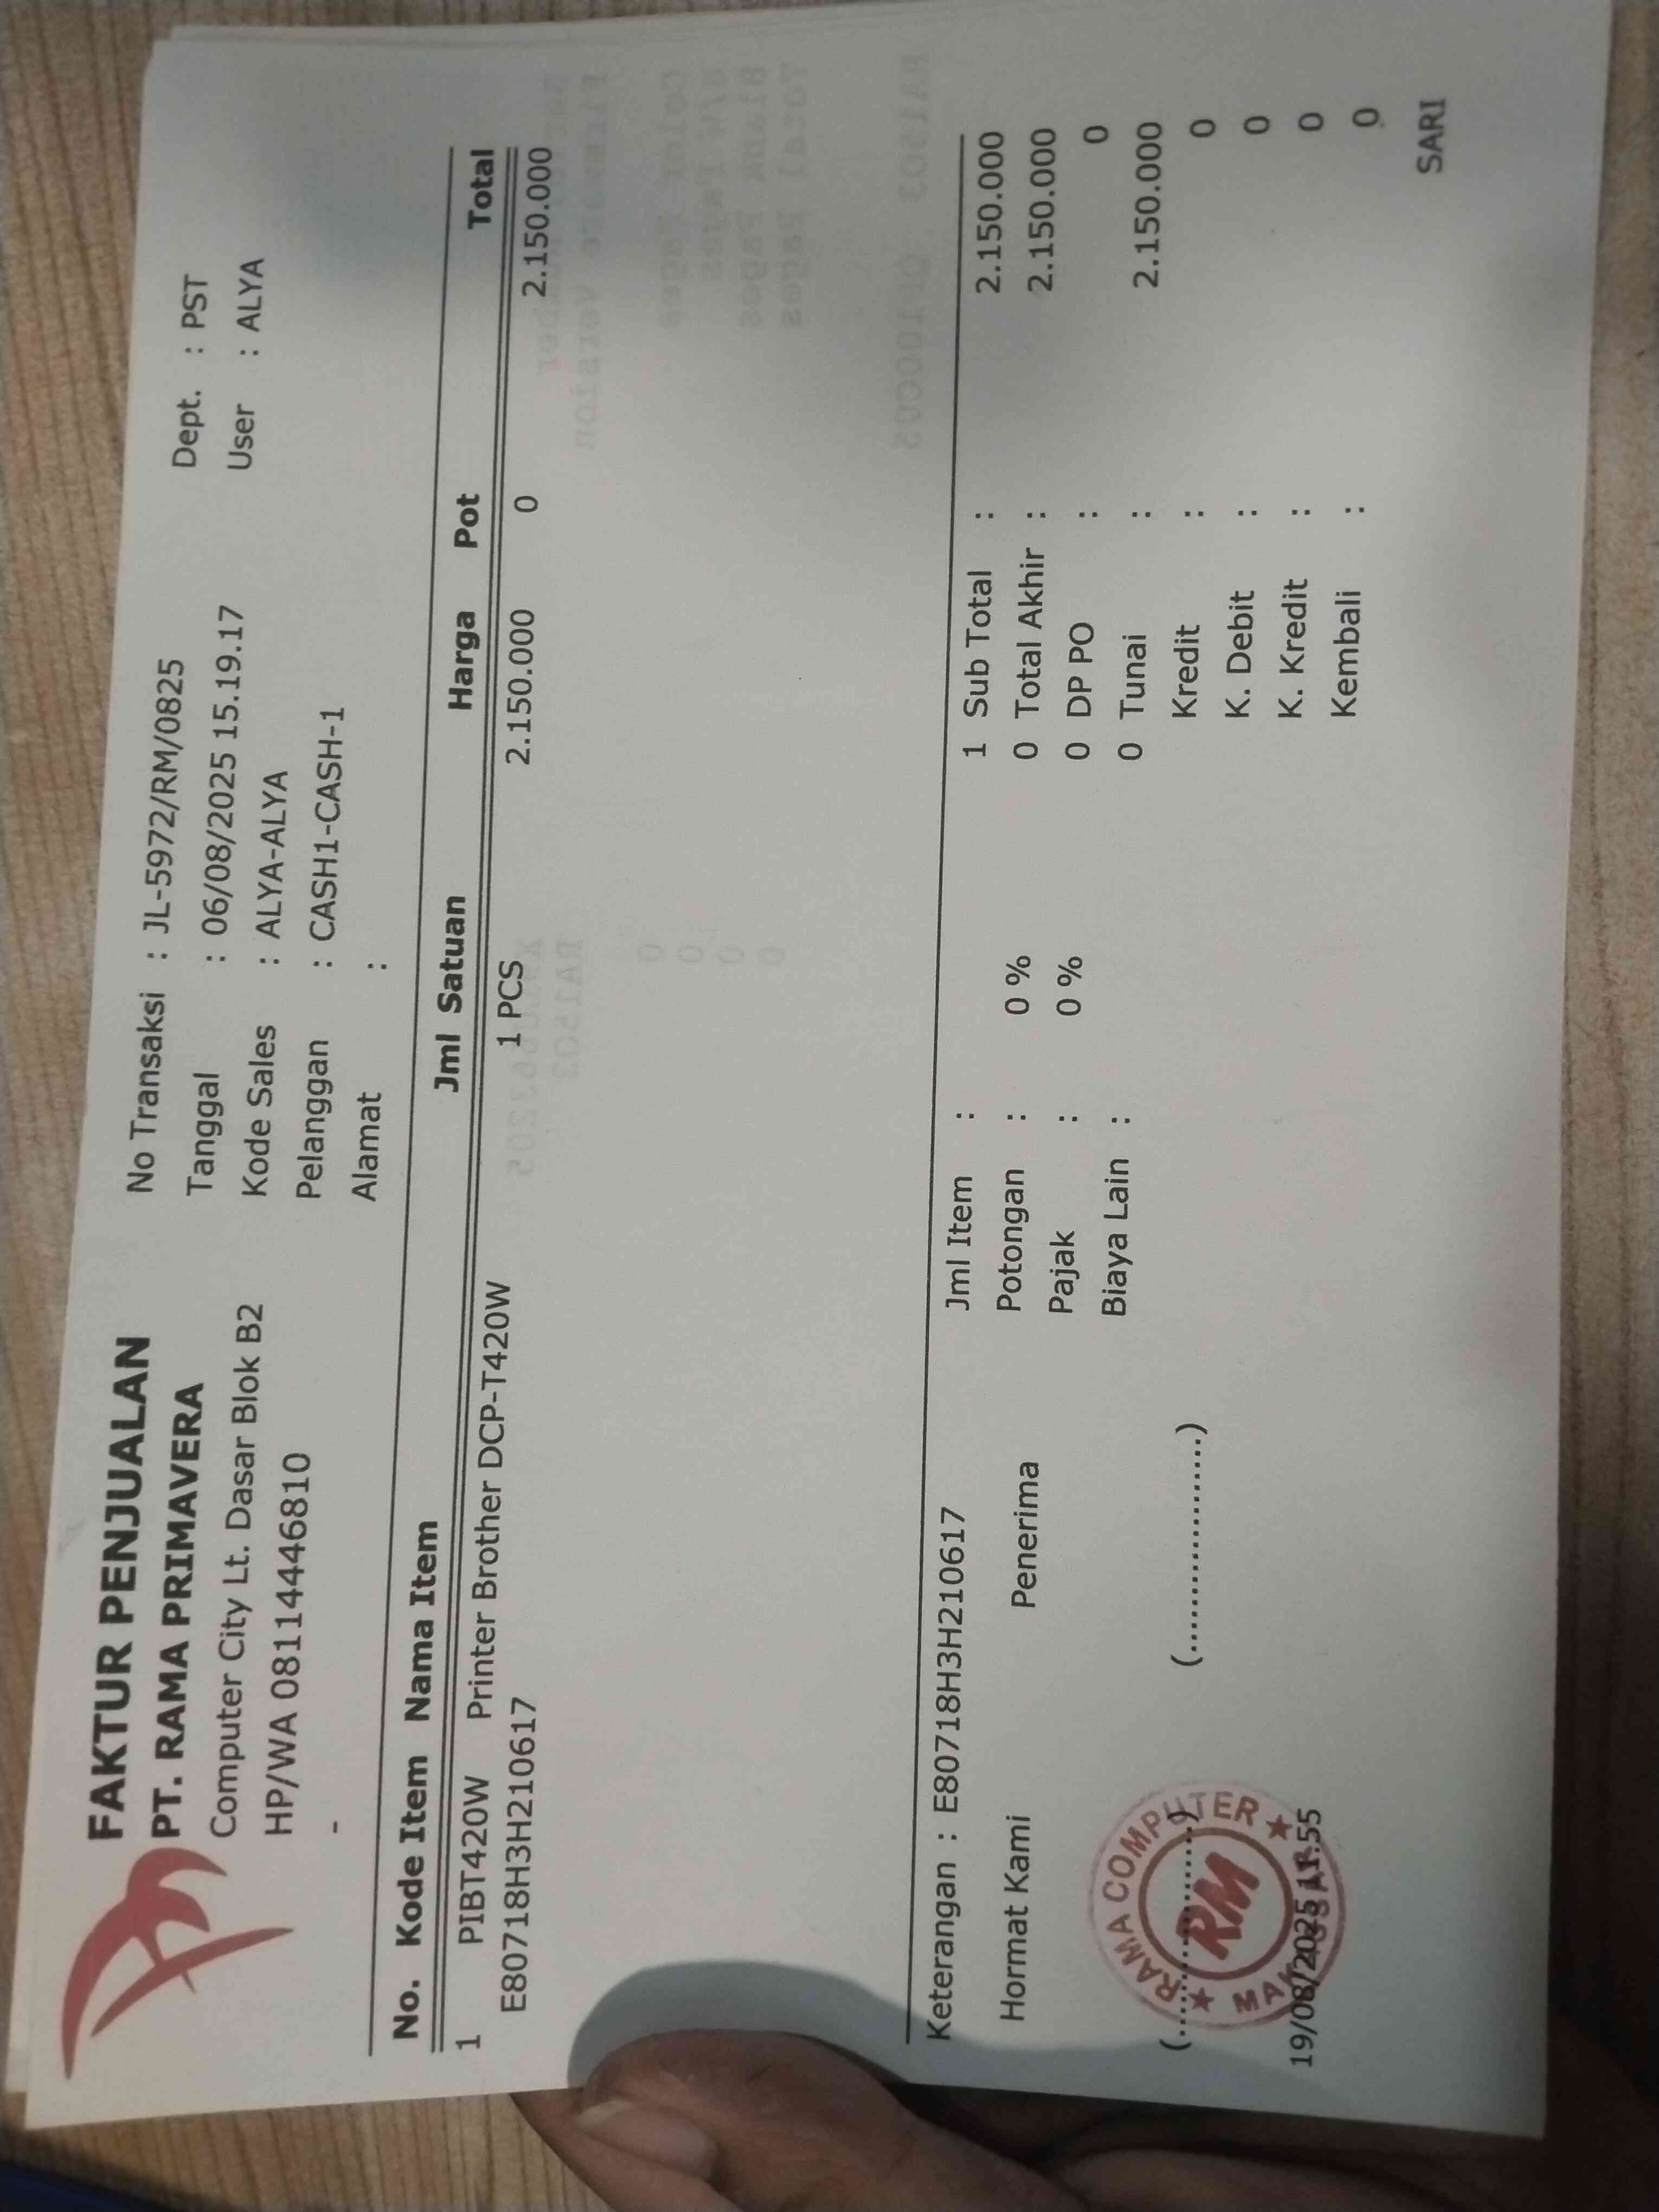 FAKTUR PENJUALAN
PT. RAMA PRIMAVERA
Computer City Lt. Dasar Blok B2
HP/WA 08114446810
-
No Transaksi : JL-5972/RM/0825
Tanggal : 06/08/2025 15.19.17
Kode Sales : ALYA-ALYA
Pelanggan : CASH1-CASH-1
Alamat :
Dept. : PST
User : ALYA
No. Kode Item Nama Item Jml Satuan Harga Pot Total
1 PIBT420W Printer Brother DCP-T420W 1 PCS 2.150.000 0 2.150.000
E80718H3H210617
Keterangan : E80718H3H210617
Hormat Kami Penerima
(....................) (....................)
RAMA COMPUTER
RM
19/08/2025 11.55
Jml Item : 1
Potongan : 0 % 0
Pajak : 0 % 0
Biaya Lain : 0
Sub Total : 2.150.000
Total Akhir : 2.150.000
DP PO : 0
Tunai : 2.150.000
Kredit : 0
K. Debit : 0
K. Kredit : 0
Kembali : 0
SARI